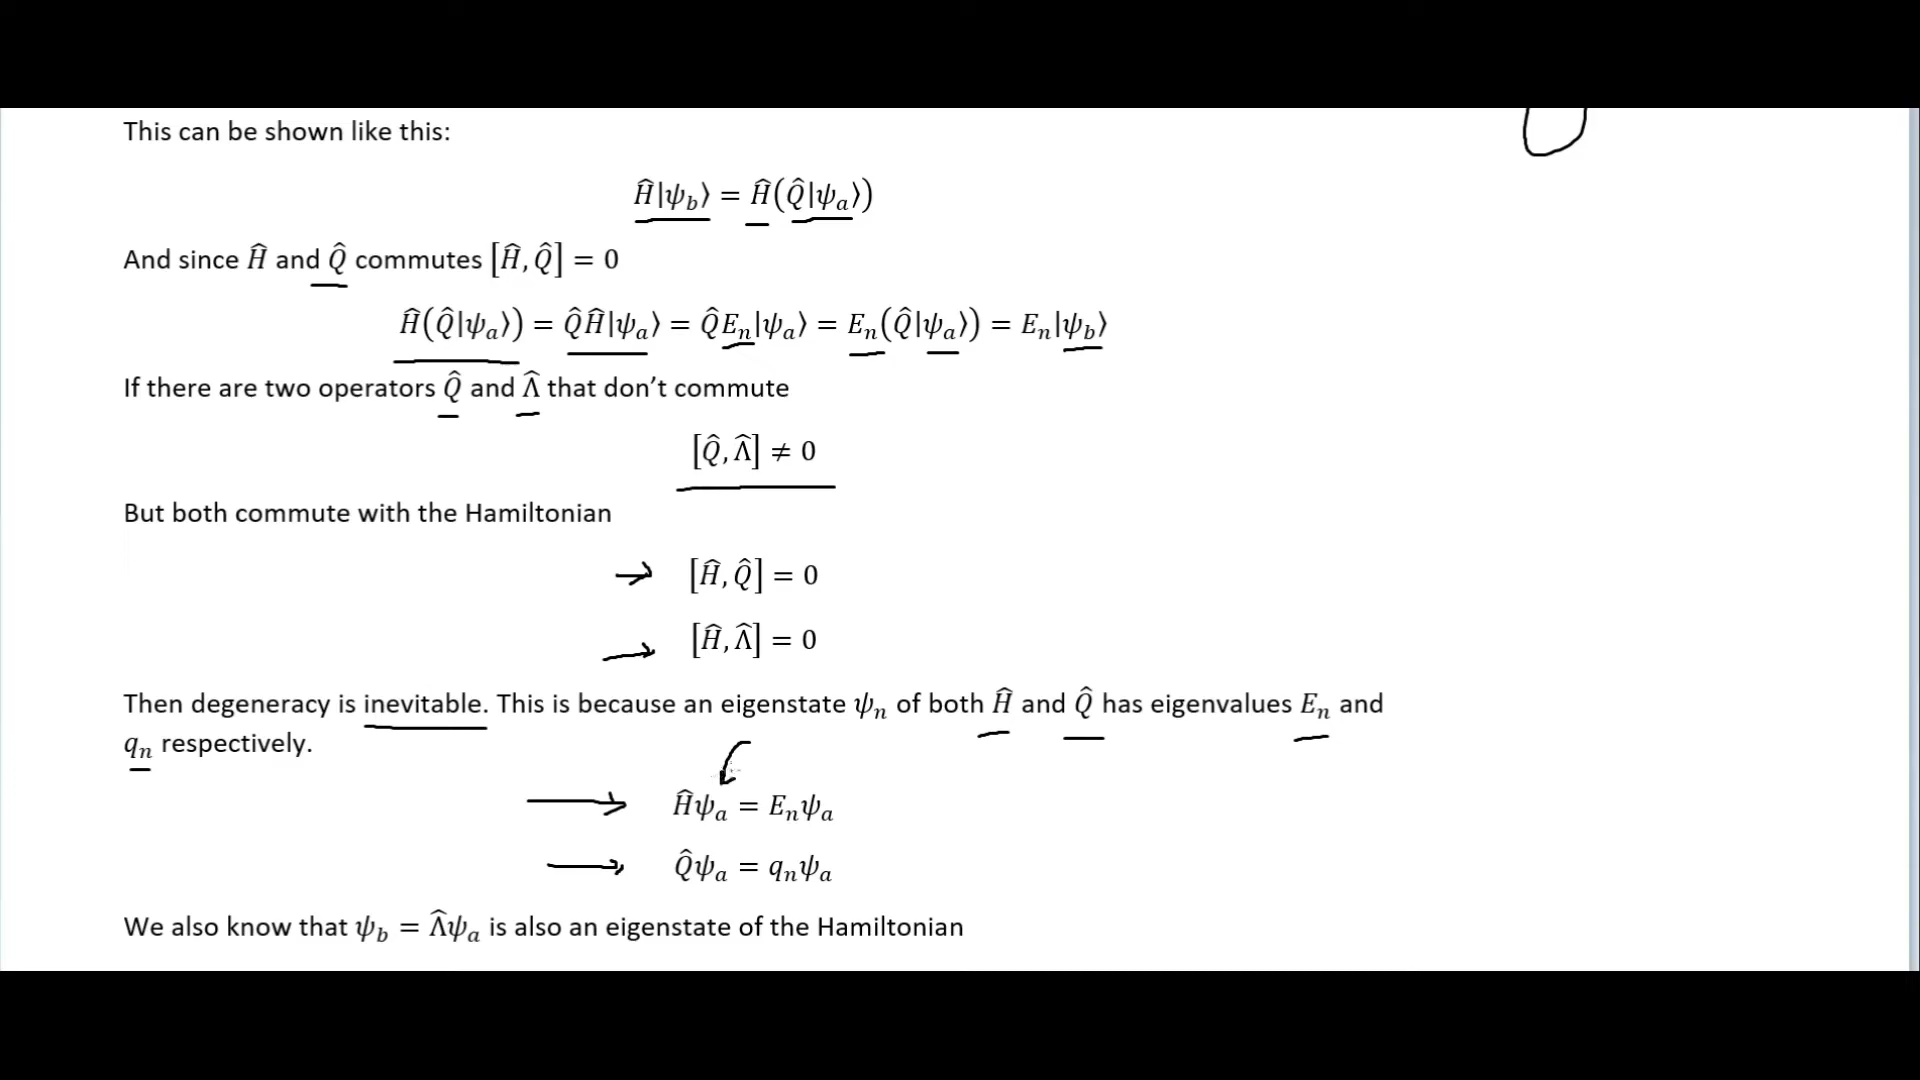 This can be shown like this:
Ĥ|ψ_b⟩ = Ĥ(Q̂|ψ_a⟩)
And since Ĥ and Q̂ commutes [Ĥ, Q̂] = 0
Ĥ(Q̂|ψ_a⟩) = Q̂Ĥ|ψ_a⟩ = Q̂E_n|ψ_a⟩ = E_n(Q̂|ψ_a⟩) = E_n|ψ_b⟩
If there are two operators Q̂ and Λ̂ that don’t commute
[Q̂, Λ̂] ≠ 0
But both commute with the Hamiltonian
→ [Ĥ, Q̂] = 0
→ [Ĥ, Λ̂] = 0
Then degeneracy is inevitable. This is because an eigenstate ψ_n of both Ĥ and Q̂ has eigenvalues E_n and
q_n respectively.
→ Ĥψ_a = E_nψ_a
→ Q̂ψ_a = q_nψ_a
We also know that ψ_b = Λ̂ψ_a is also an eigenstate of the Hamiltonian